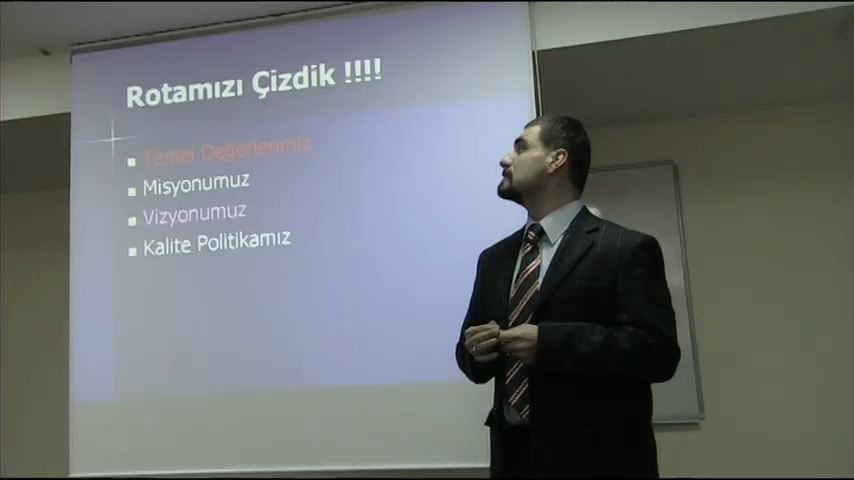 Rotamızı Çizdik !!!!
Temel Değerlerimiz
Misyonumuz
Vizyonumuz
Kalite Politikamız